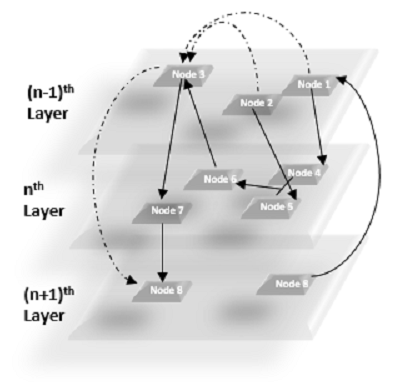 Node 3
Node 1
Node 2
(n-1)th
Layer
Node 4
Node 6
nth
Layer
Node 5
Node 7
Node 8
Node 8
(n+1)th
Layer